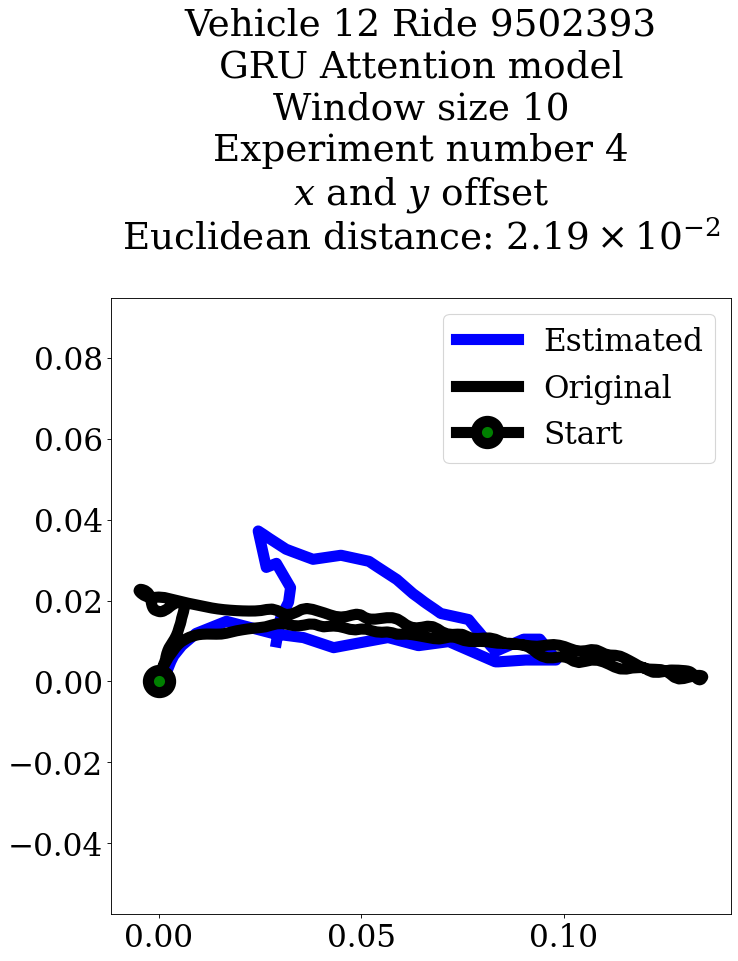 Vehicle 12 Ride 9502393
GRU Attention model
Window size 10
Experiment number 4
x and y offset
Euclidean distance: 2.19 × 10⁻²
Estimated
Original
Start
0.08
0.06
0.04
0.02
0.00
−0.02
−0.04
0.00 0.05 0.10